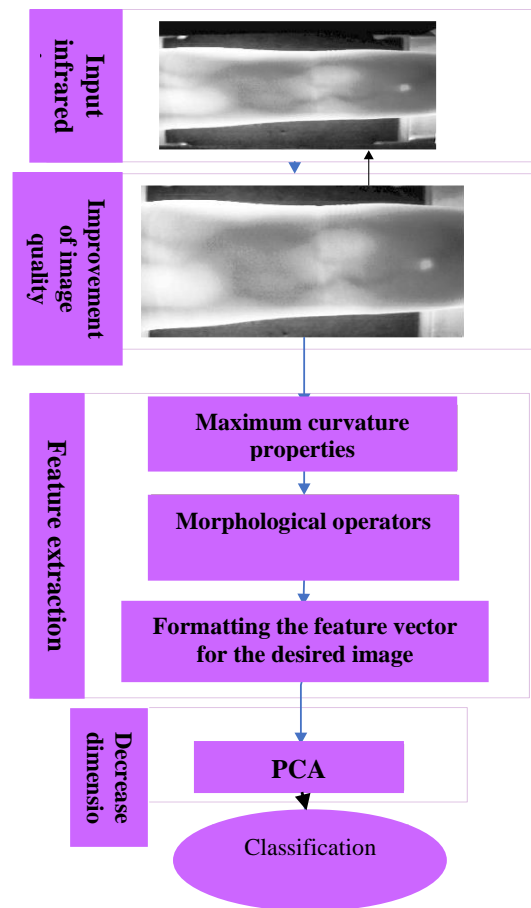 Input
infrared
Improvement
of image
quality
Feature extraction
Maximum curvature
properties
Morphological operators
Formatting the feature vector
for the desired image
Decrease
dimensio
PCA
Classification